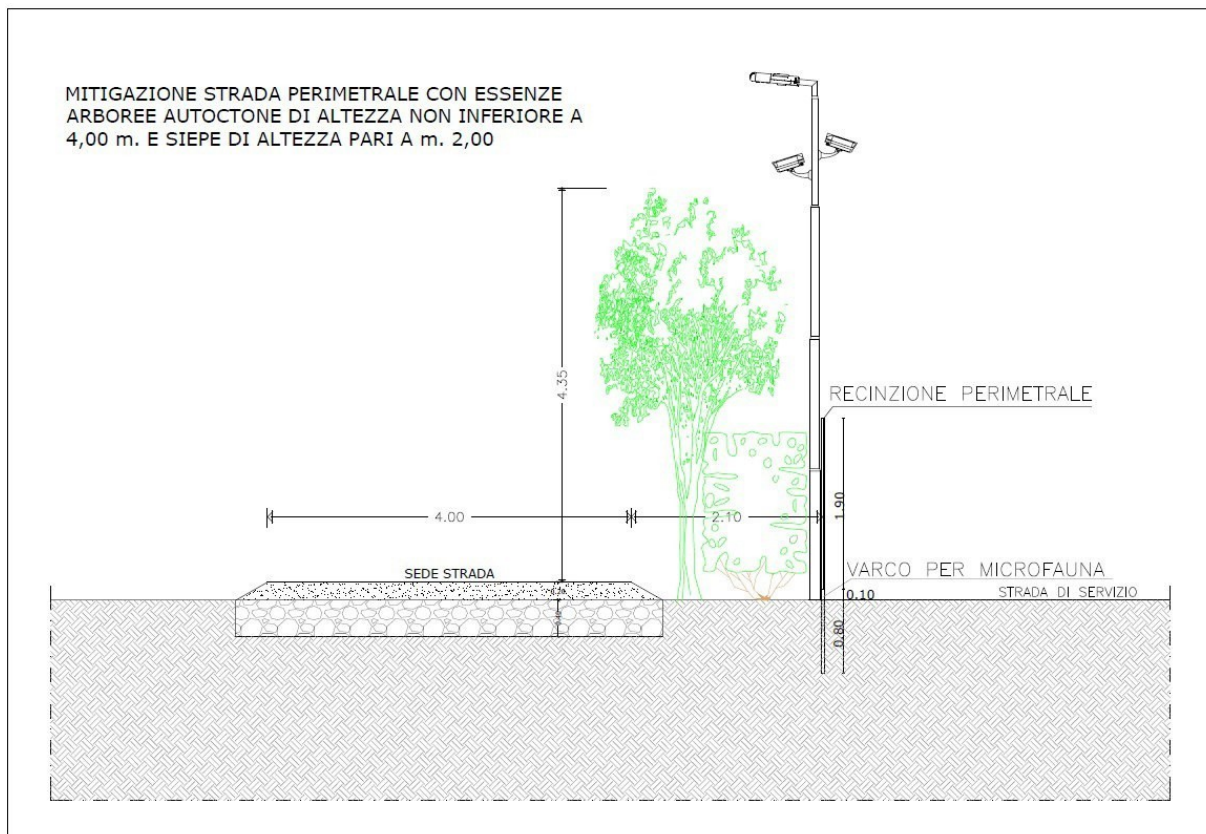 MITIGAZIONE STRADA PERIMETRALE CON ESSENZE
ARBOREE AUTOCTONE DI ALTEZZA NON INFERIORE A
4,00 m. E SIEPE DI ALTEZZA PARI A m. 2,00
4.35
RECINZIONE PERIMETRALE
4.00
2.10
1.90
SEDE STRADA
VARCO PER MICROFAUNA
0.10
STRADA DI SERVIZIO
0.80